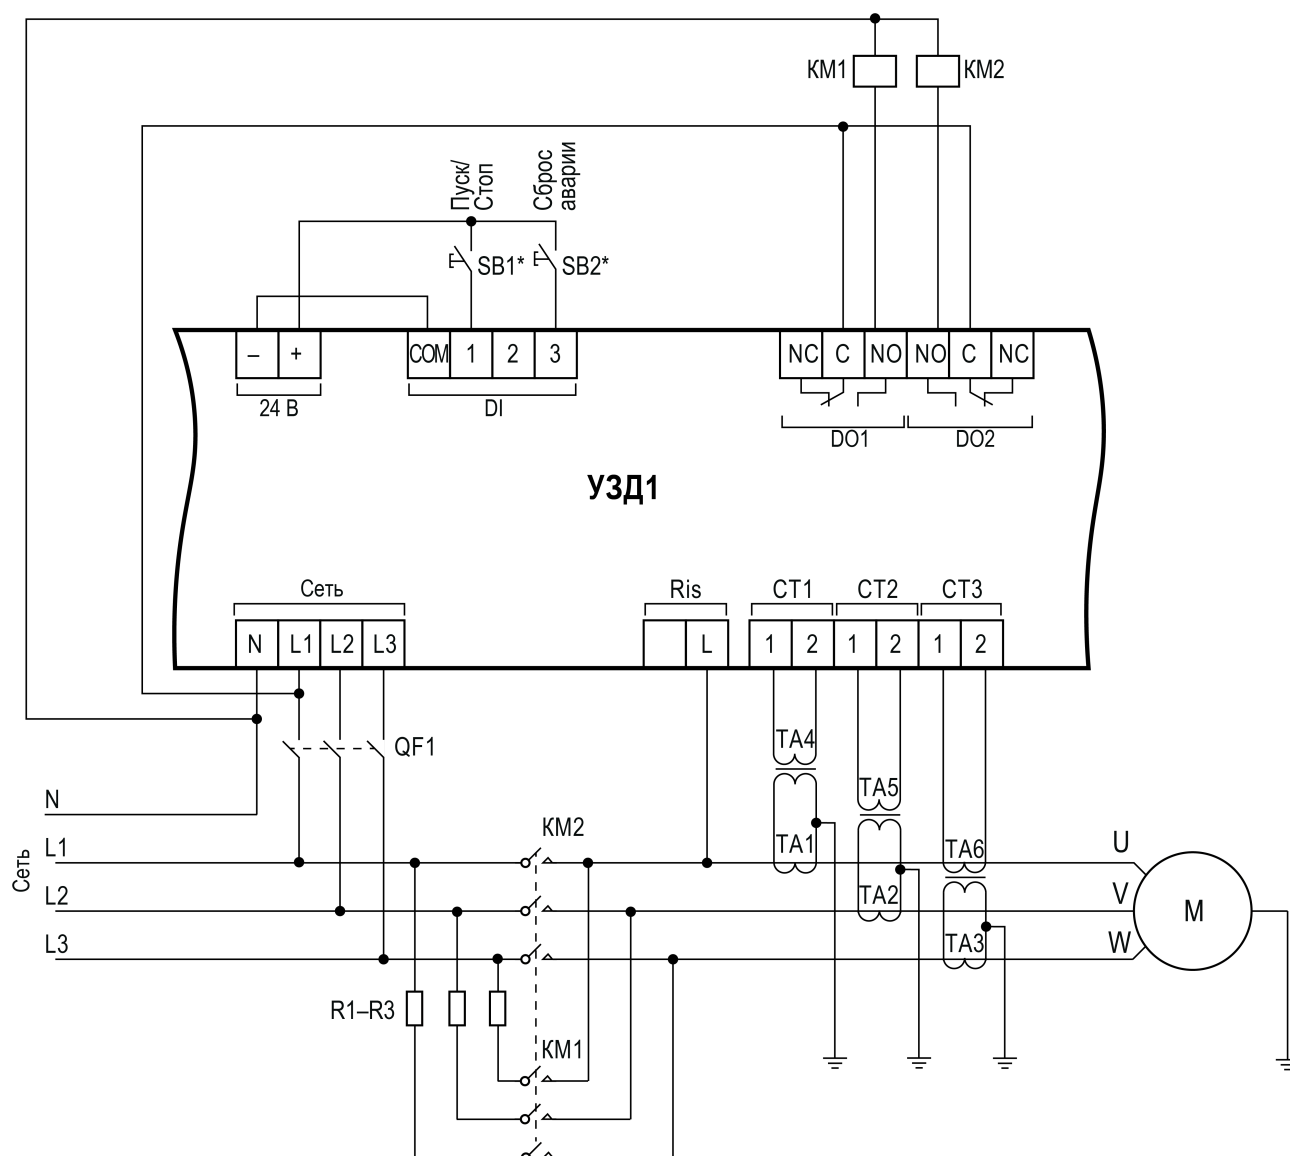 KM1
KM2
Пуск/
Стоп
Сброс
аварии
SB1*
SB2*
–
+
COM
1
2
3
NC
C
NO
NO
C
NC
24 В
DI
DO1
DO2
УЗД1
Сеть
Ris
CT1
CT2
CT3
N
L1
L2
L3
L
1
2
1
2
1
2
QF1
TA4
TA5
TA6
N
L1
L2
L3
Сеть
KM2
TA1
TA2
TA3
U
V
W
M
R1–R3
KM1